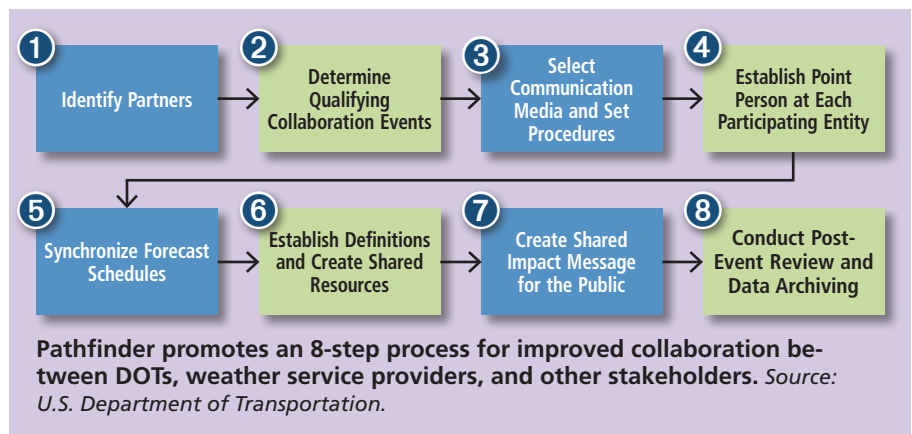 1
Identify Partners
2
Determine
Qualifying
Collaboration Events
3
Select
Communication
Media and Set
Procedures
4
Establish Point
Person at Each
Participating Entity
5
Synchronize Forecast
Schedules
6
Establish Definitions
and Create Shared
Resources
7
Create Shared
Impact Message
for the Public
8
Conduct Post-
Event Review and
Data Archiving
Pathfinder promotes an 8-step process for improved collaboration be-
tween DOTs, weather service providers, and other stakeholders. Source:
U.S. Department of Transportation.